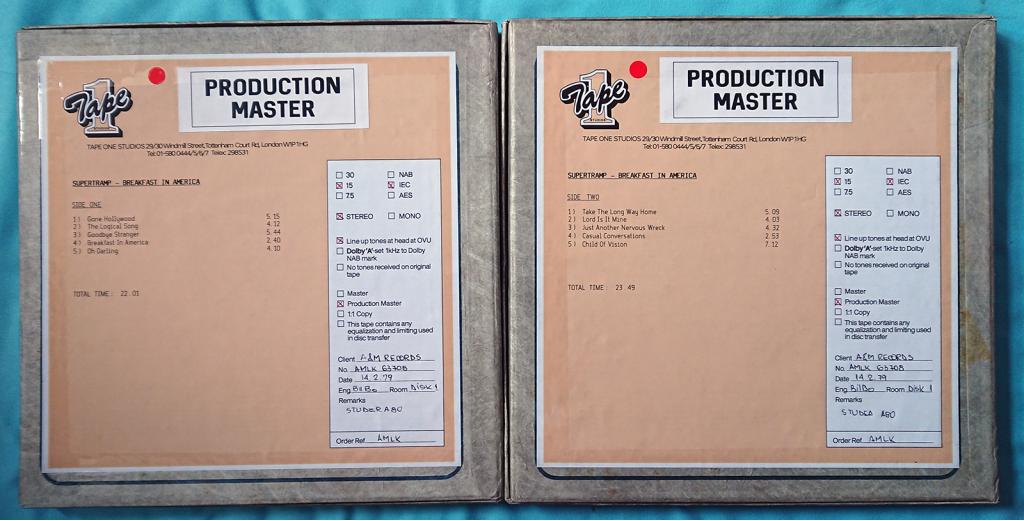 Tape
1
STUDIOS
PRODUCTION
MASTER
TAPE ONE STUDIOS 29/30 Windmill Street, Tottenham Court Rd, London W1P 1HG
Tel: 01-580 0444/5/6/7 Telex: 298531
SUPERTRAMP - BREAKFAST IN AMERICA
SIDE ONE
1) Gone Hollywood 5.15
2) The Logical Song 4.12
3) Goodbye Stranger 5.44
4) Breakfast In America 2.40
5) Oh Darling 4.10
TOTAL TIME: 22.01
30 NAB
15 IEC
7.5 AES
STEREO MONO
Line up tones at head at OVU
Dolby 'A'-set 1kHz to Dolby
NAB mark
No tones received on original
tape
Master
Production Master
1:1 Copy
This tape contains any
equalization and limiting used
in disc transfer
Client A&M RECORDS
No. AMLK 63708
Date 14.2.79
Eng. BilBo Room DISK 1
Remarks
STUDER A80
Order Ref AMLK
Tape
1
STUDIOS
PRODUCTION
MASTER
TAPE ONE STUDIOS 29/30 Windmill Street, Tottenham Court Rd, London W1P 1HG
Tel: 01-580 0444/5/6/7 Telex: 298531
SUPERTRAMP - BREAKFAST IN AMERICA
SIDE TWO
1) Take The Long Way Home 5.09
2) Lord Is It Mine 4.03
3) Just Another Nervous Wreck 4.32
4) Casual Conversations 2.53
5) Child Of Vision 7.12
TOTAL TIME: 23.49
30 NAB
15 IEC
7.5 AES
STEREO MONO
Line up tones at head at OVU
Dolby 'A'-set 1kHz to Dolby
NAB mark
No tones received on original
tape
Master
Production Master
1:1 Copy
This tape contains any
equalization and limiting used
in disc transfer
Client A&M RECORDS
No. AMLK 63708
Date 14.2.79
Eng. BilBo Room DISK 1
Remarks
STUDER A80
Order Ref AMLK